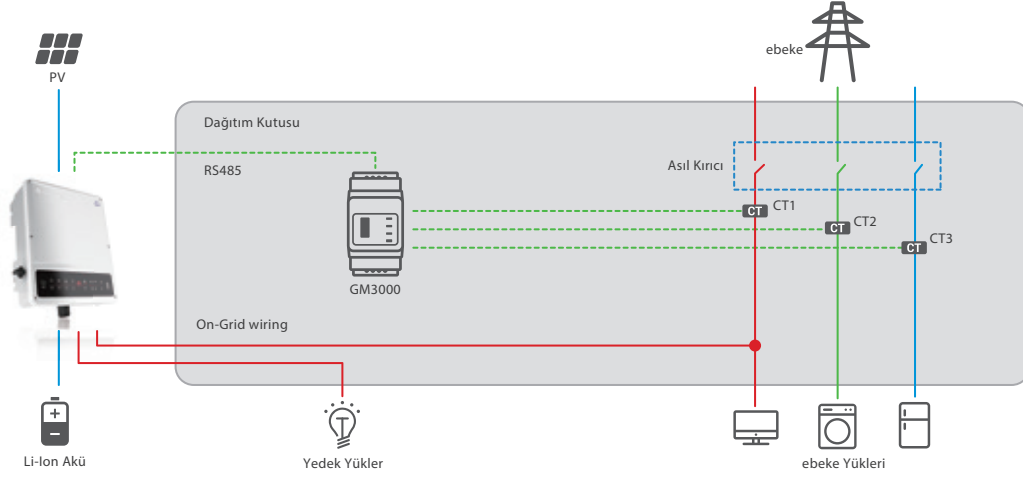 ebeke
PV
Dağıtım Kutusu
RS485
Asıl Kırıcı
CT CT1
CT CT2
CT CT3
GM3000
On-Grid wiring
Li-Ion Akü
Yedek Yükler
ebeke Yükleri